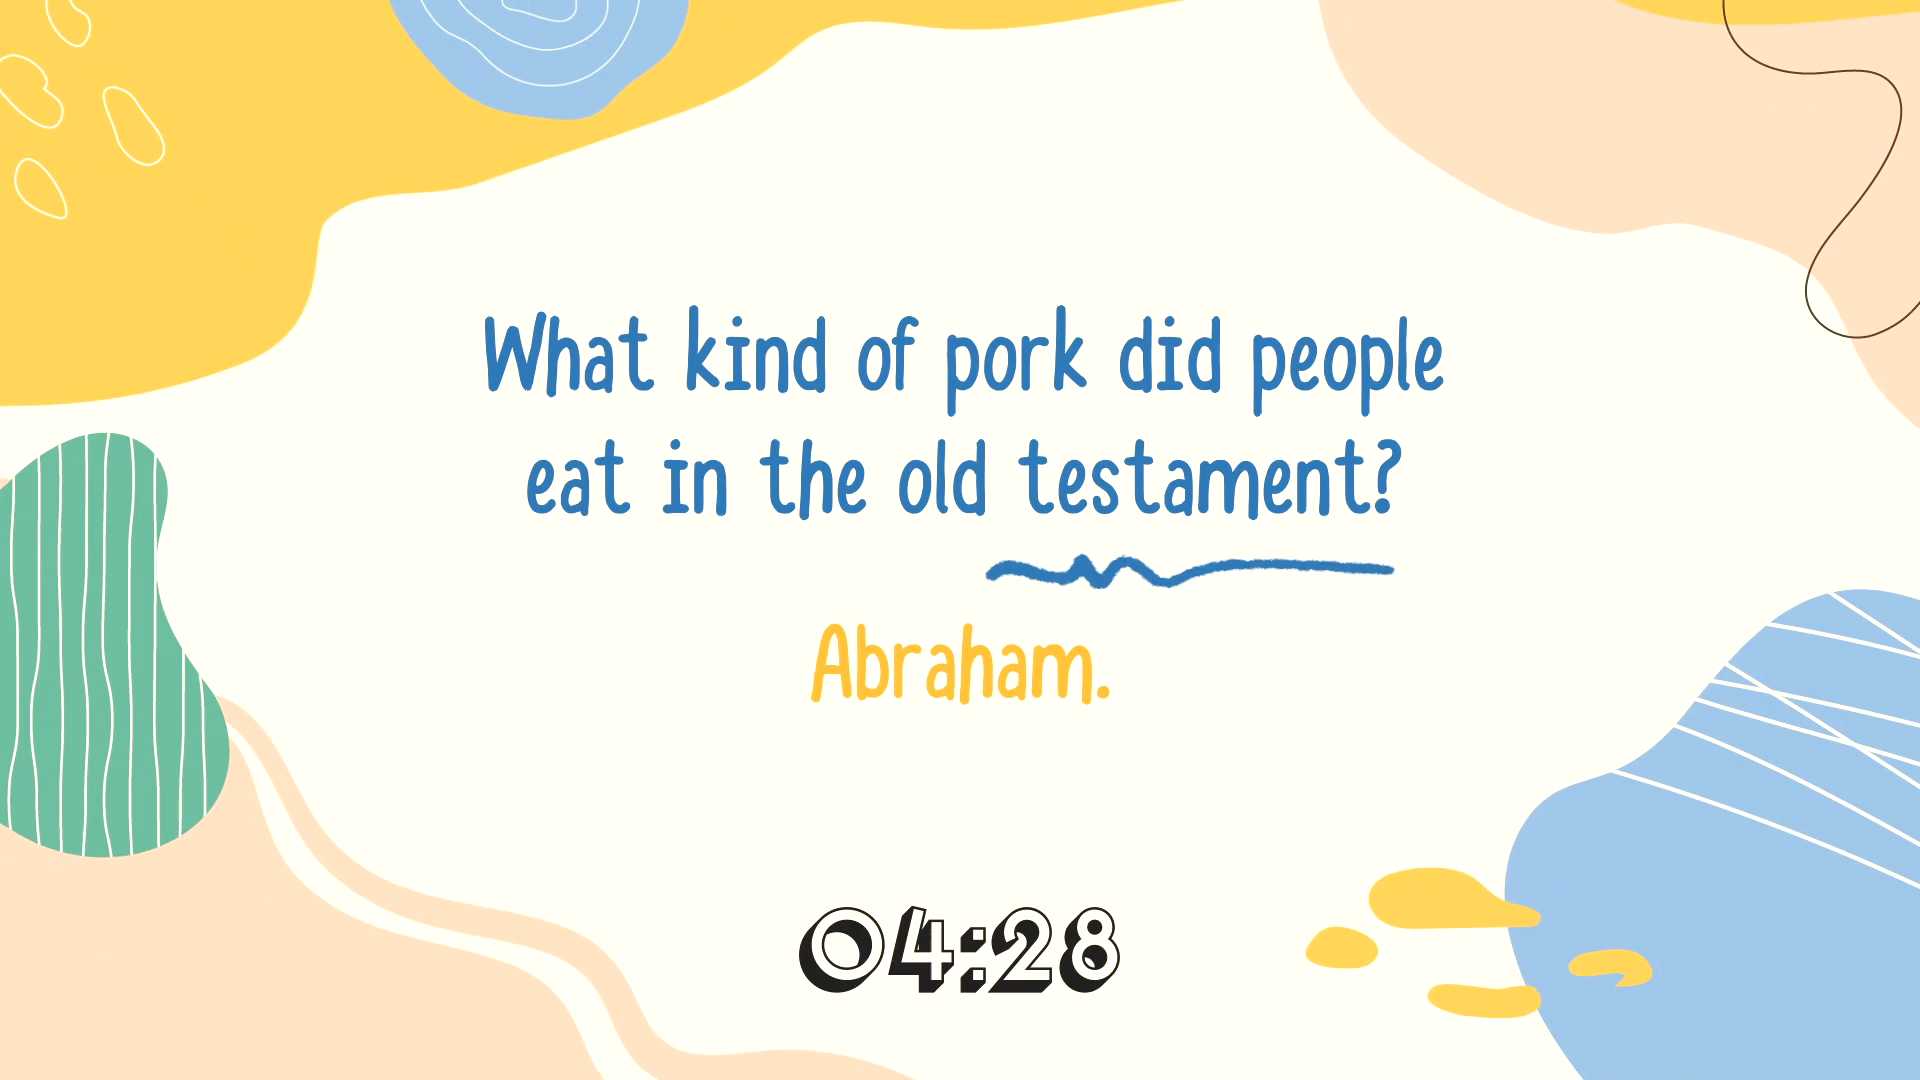 What kind of pork did people
eat in the old testament?
Abraham.
04:28